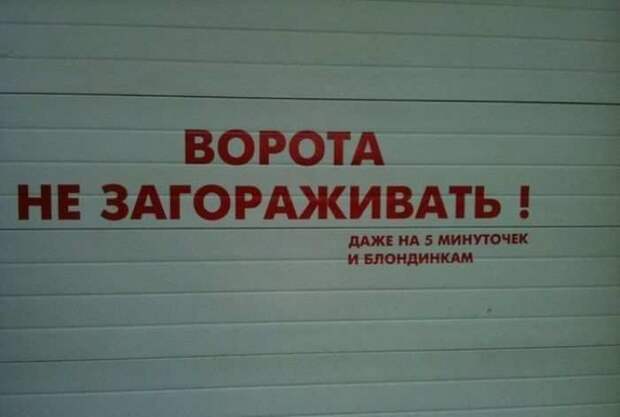 ВОРОТА
НЕ ЗАГОРАЖИВАТЬ !
ДАЖЕ НА 5 МИНУТОЧЕК
И БЛОНДИНКАМ